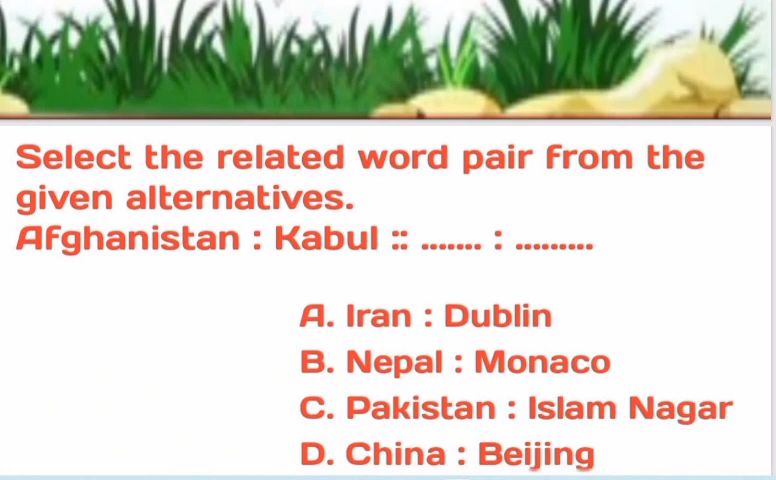 Select the related word pair from the
given alternatives.
Afghanistan : Kabul :: ....... : .........
A. Iran : Dublin
B. Nepal : Monaco
C. Pakistan : Islam Nagar
D. China : Beijing